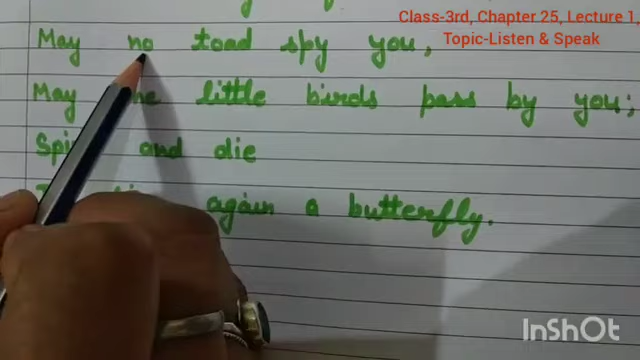 Class-3rd, Chapter 25, Lecture 1,
Topic-Listen & Speak
May no toad spy you,
May little birds pass by you;
and die
again a butterfly.
InShOt